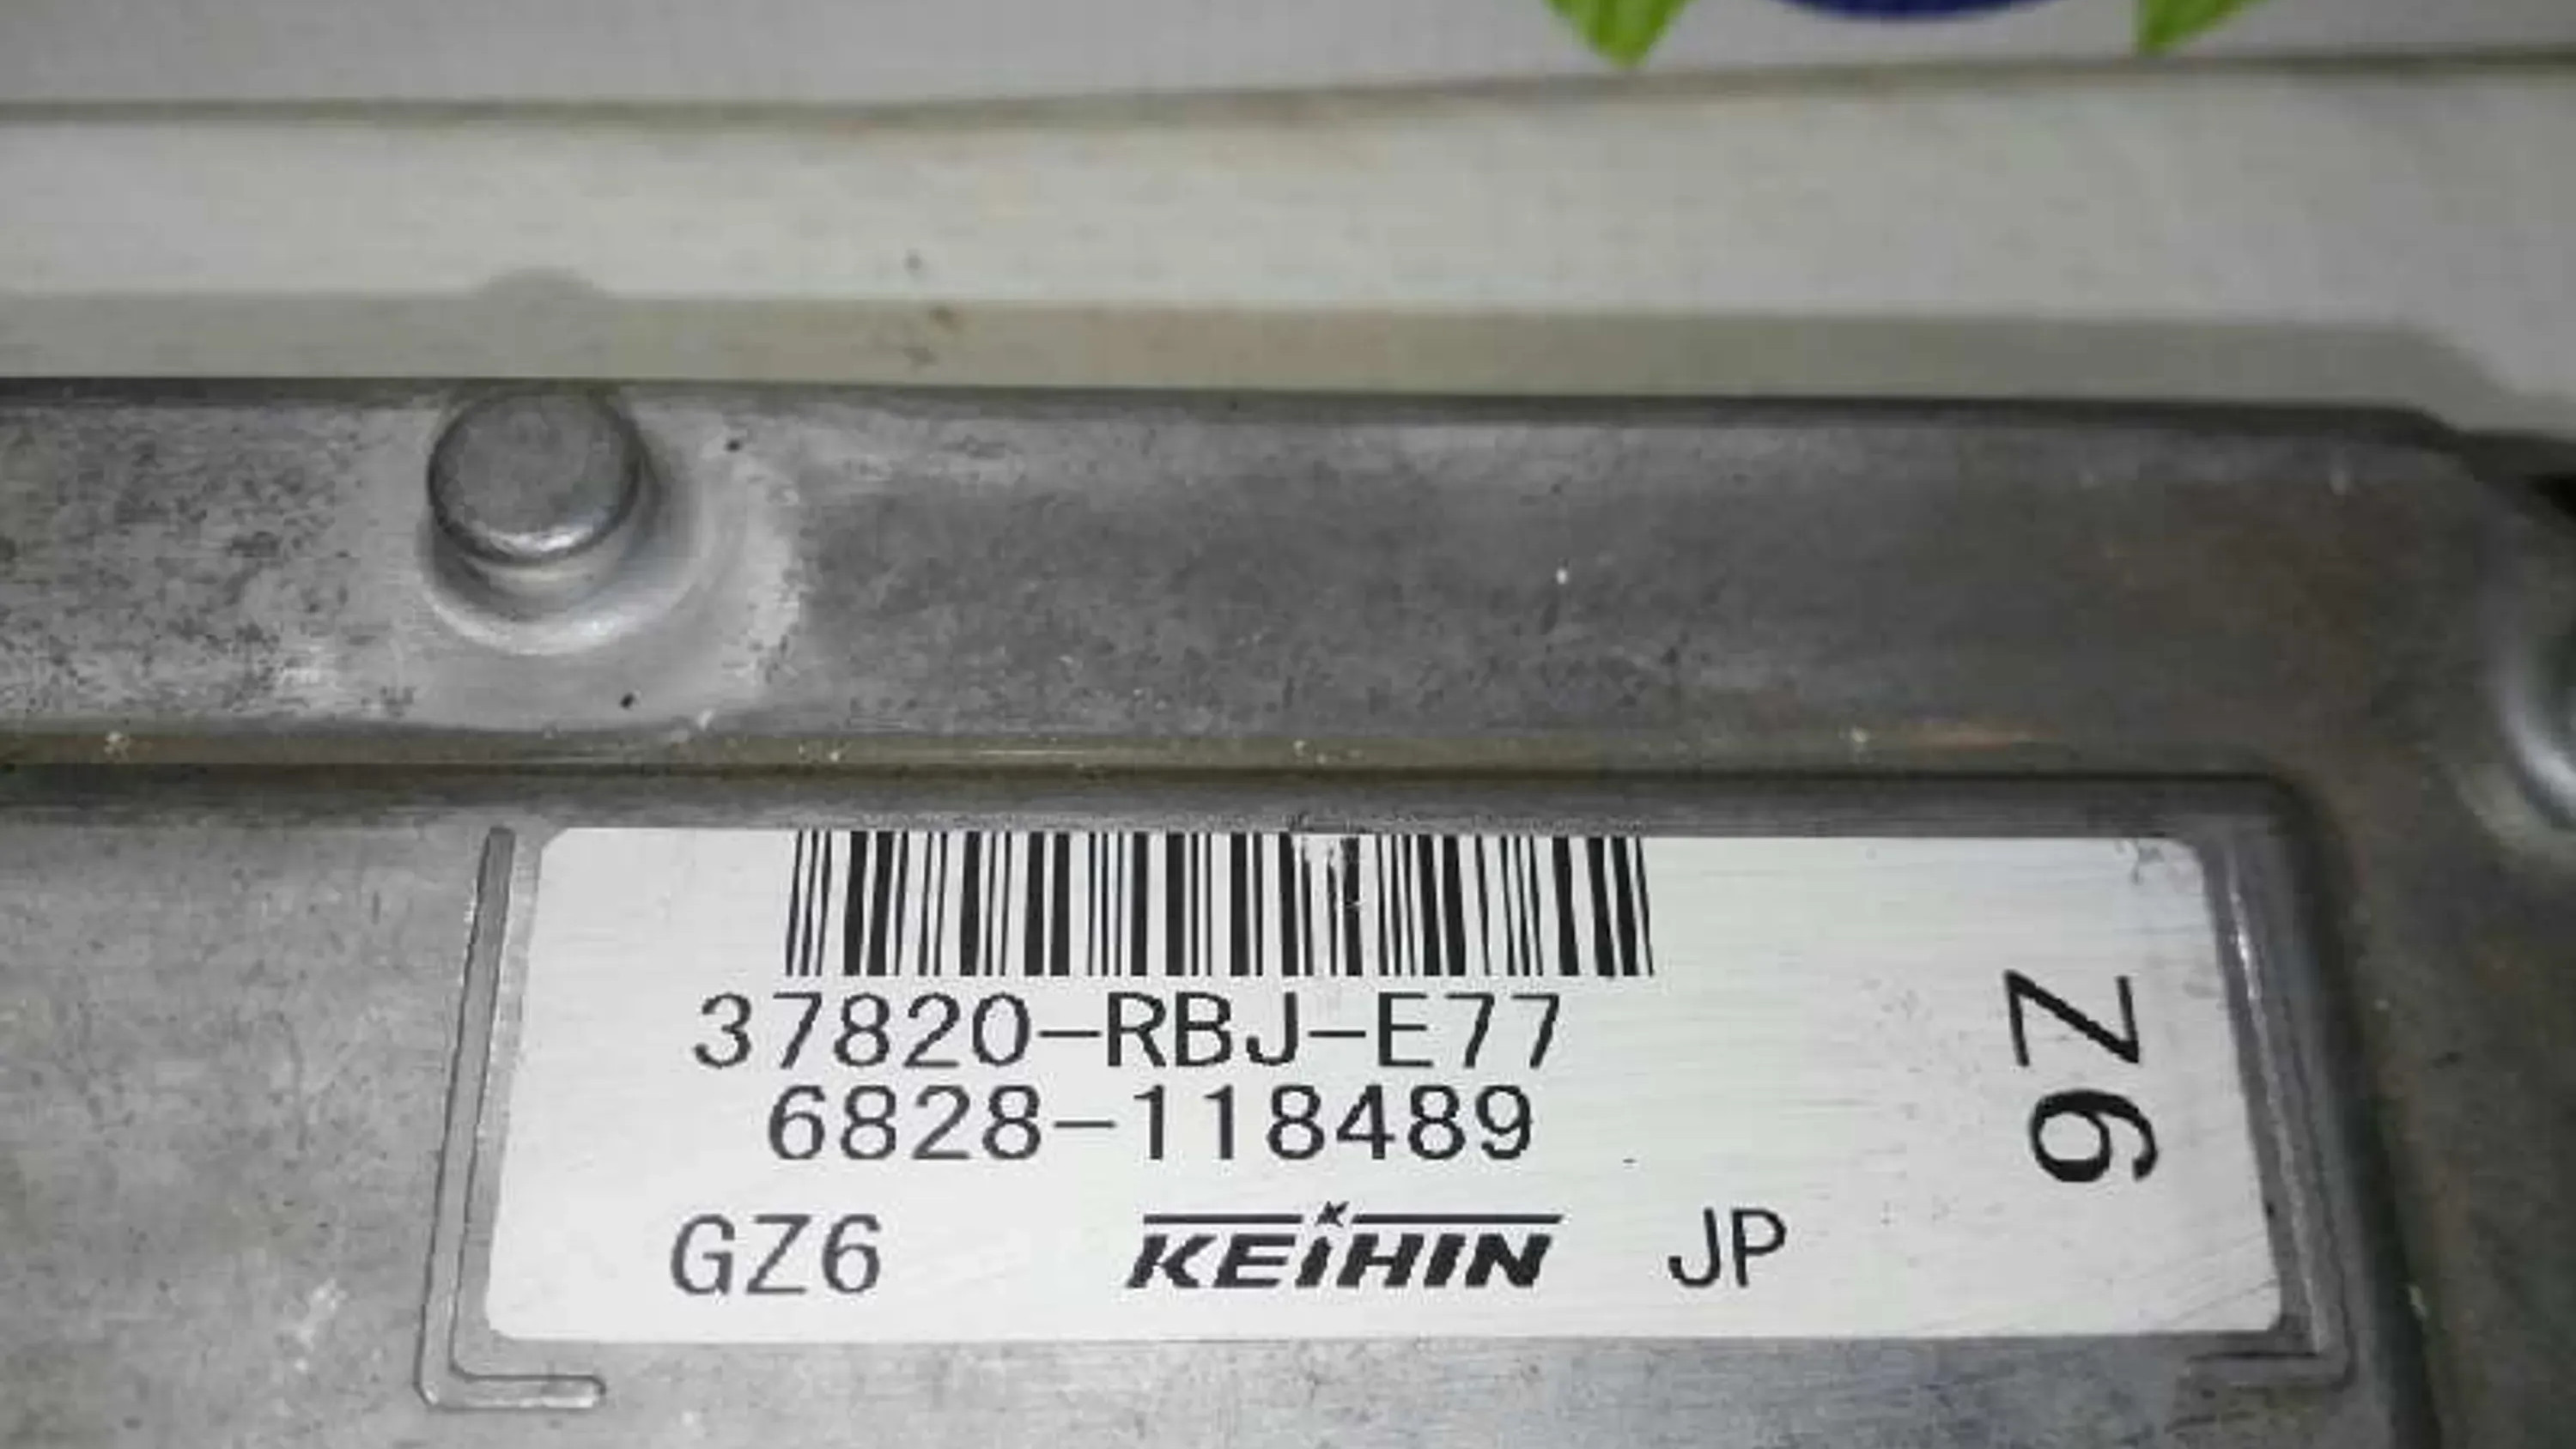 37820-RBJ-E77
6828-118489
GZ6 KEIHIN JP
Z6